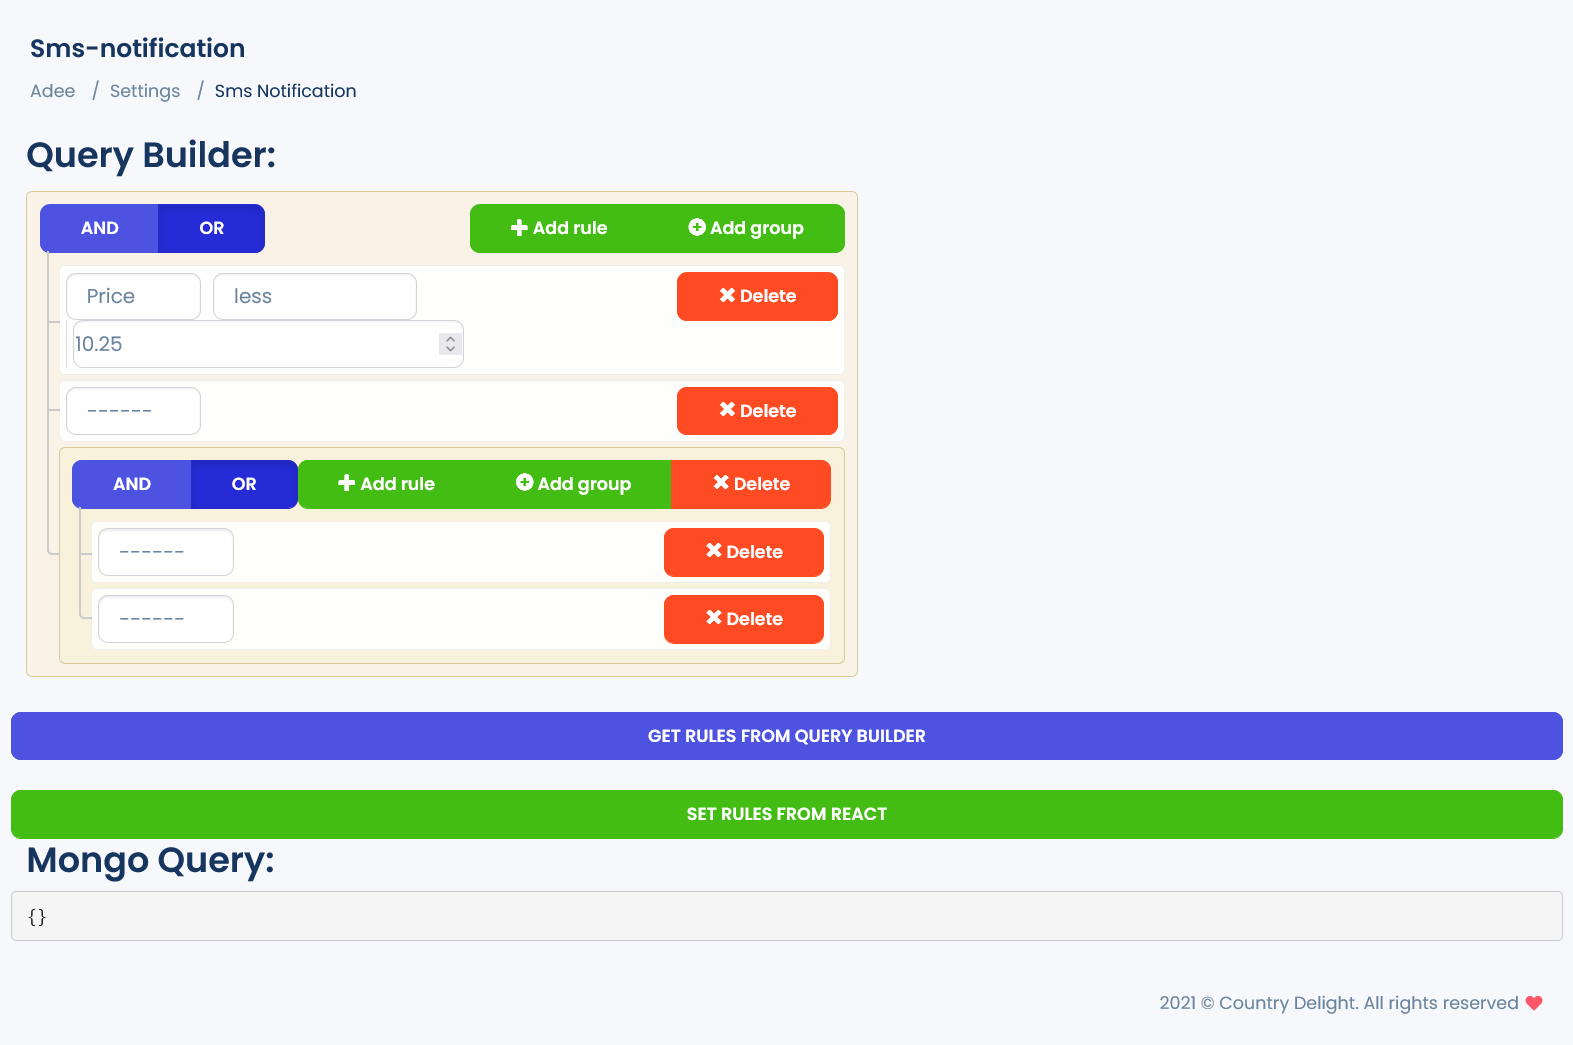 Sms-notification
Adee / Settings / Sms Notification
Query Builder:
AND OR Add rule Add group
Price less Delete
10.25
------ Delete
AND OR Add rule Add group Delete
------ Delete
------ Delete
GET RULES FROM QUERY BUILDER
SET RULES FROM REACT
Mongo Query:
{}
2021 © Country Delight. All rights reserved